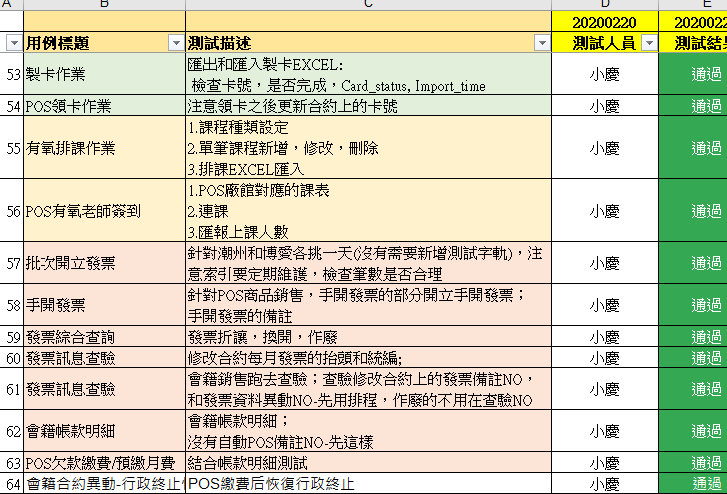 A B C D E
20200220 2020022
用例標題 測試描述 測試人員 測試結
53 製卡作業 匯出和匯入製卡EXCEL:
檢查卡號，是否完成，Card_status, Import_time 小慶 通過
54 POS領卡作業 注意領卡之後更新合約上的卡號 小慶 通過
55 有氧排課作業 1.課程種類設定
2.單筆課程新增，修改，刪除
3.排課EXCEL匯入 小慶 通過
56 POS有氧老師簽到 1.POS廠館對應的課表
2.連課
3.匯報上課人數 小慶 通過
57 批次開立發票 針對潮州和博愛各挑一天(沒有需要新增測試字軌)，注
意索引要定期維護，檢查筆數是否合理 小慶 通過
58 手開發票 針對POS商品銷售，手開發票的部分開立手開發票；
手開發票的備註 小慶 通過
59 發票綜合查詢 發票折讓，換開，作廢 小慶 通過
60 發票訊息查驗 修改合約每月發票的抬頭和統編; 小慶 通過
61 發票訊息查驗 會籍銷售跑去查驗；查驗修改合約上的發票備註NO，
和發票資料異動NO-先用排程，作廢的不用在查驗NO 小慶 通過
62 會籍帳款明細 會籍帳款明細；
沒有自動POS備註NO-先這樣 小慶 通過
63 POS欠款繳費/預繳月費 結合帳款明細測試 小慶 通過
64 會籍合約異動-行政終止 POS繳費后恢復行政終止 小慶 通過